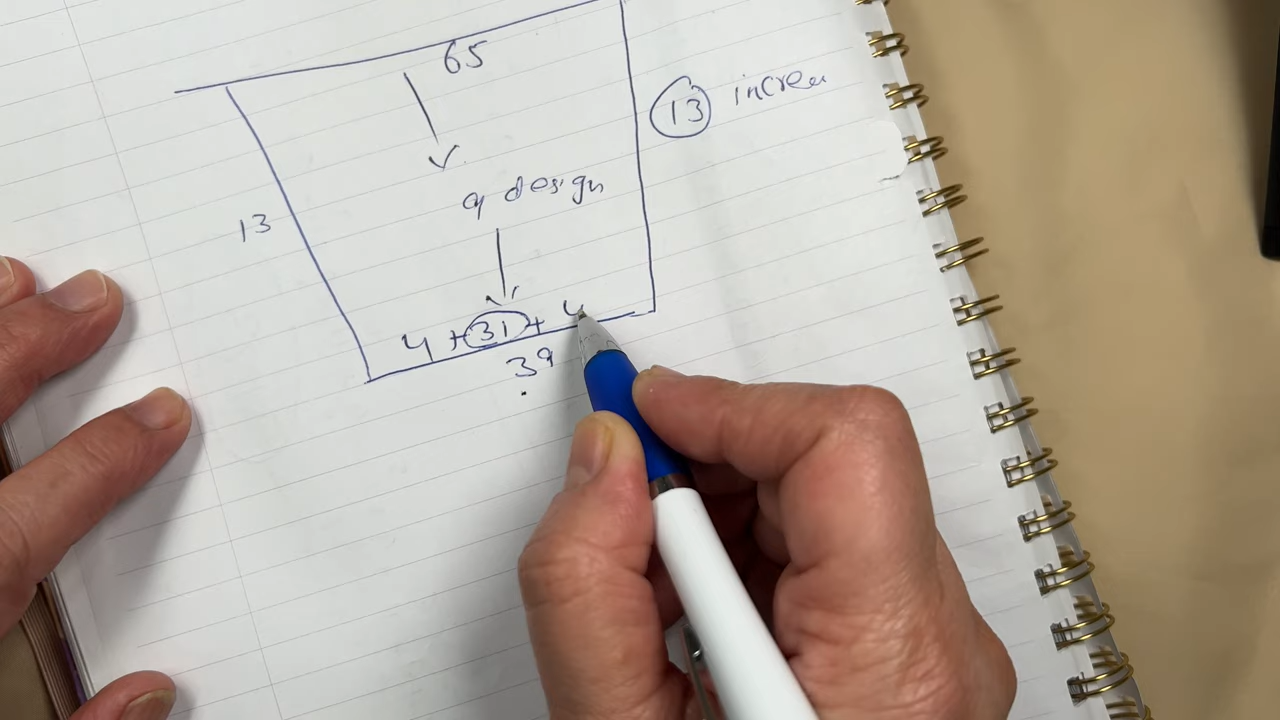 65
13 increa
9 design
13
4 + 31 + 4
39